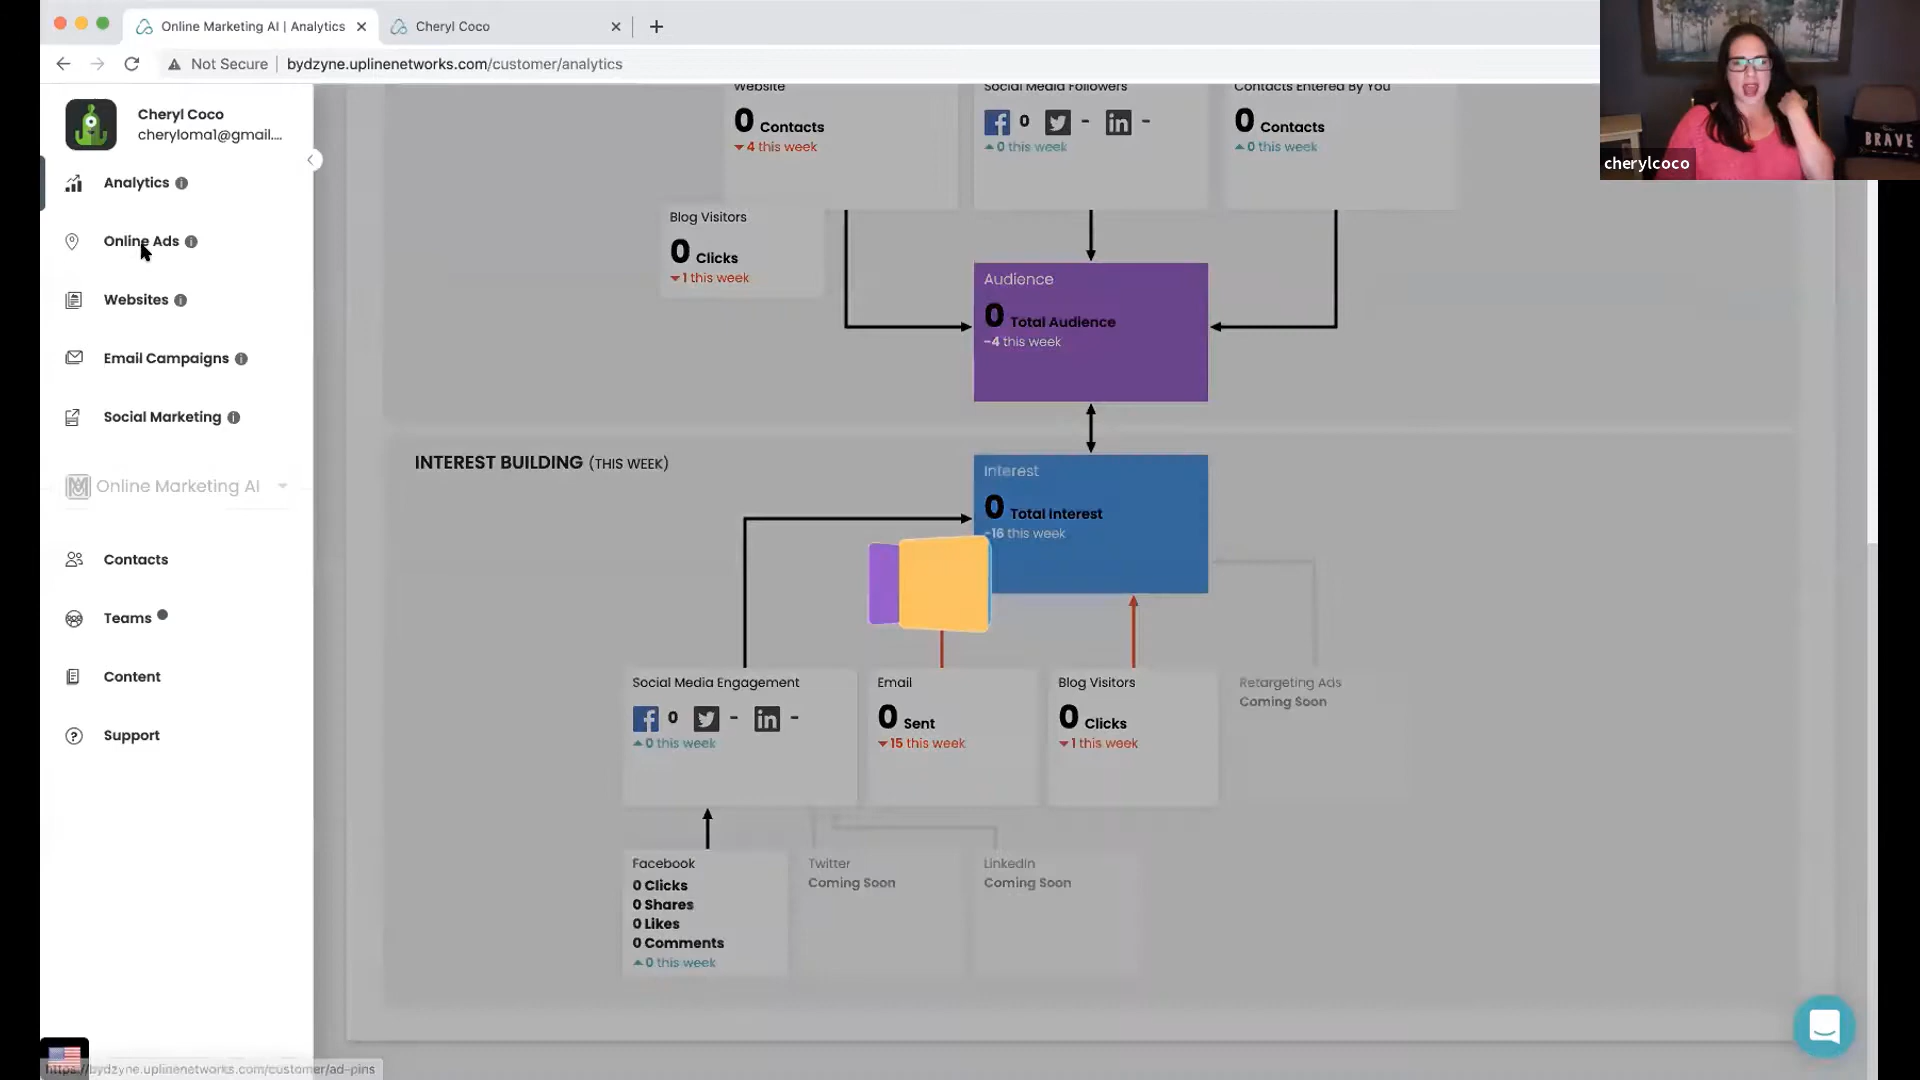 Online Marketing AI | Analytics
Cheryl Coco
Not Secure
bydzyne.uplinenetworks.com/customer/analytics
Cheryl Coco
cheryloma1@gmail....
Analytics
Online Ads
Websites
Email Campaigns
Social Marketing
Online Marketing AI
Contacts
Teams
Content
Support
https://bydzyne.uplinenetworks.com/customer/ad-pins
Website
0 Contacts
4 this week
Social Media Followers
0 - -
0 this week
Contacts Entered By You
0 Contacts
0 this week
Blog Visitors
0 Clicks
1 this week
Audience
0 Total Audience
-4 this week
INTEREST BUILDING (THIS WEEK)
Interest
0 Total Interest
-16 this week
Social Media Engagement
0 - -
0 this week
Email
0 Sent
15 this week
Blog Visitors
0 Clicks
1 this week
Retargeting Ads
Coming Soon
Facebook
0 Clicks
0 Shares
0 Likes
0 Comments
0 this week
Twitter
Coming Soon
LinkedIn
Coming Soon
BRAVE
cherylcoco